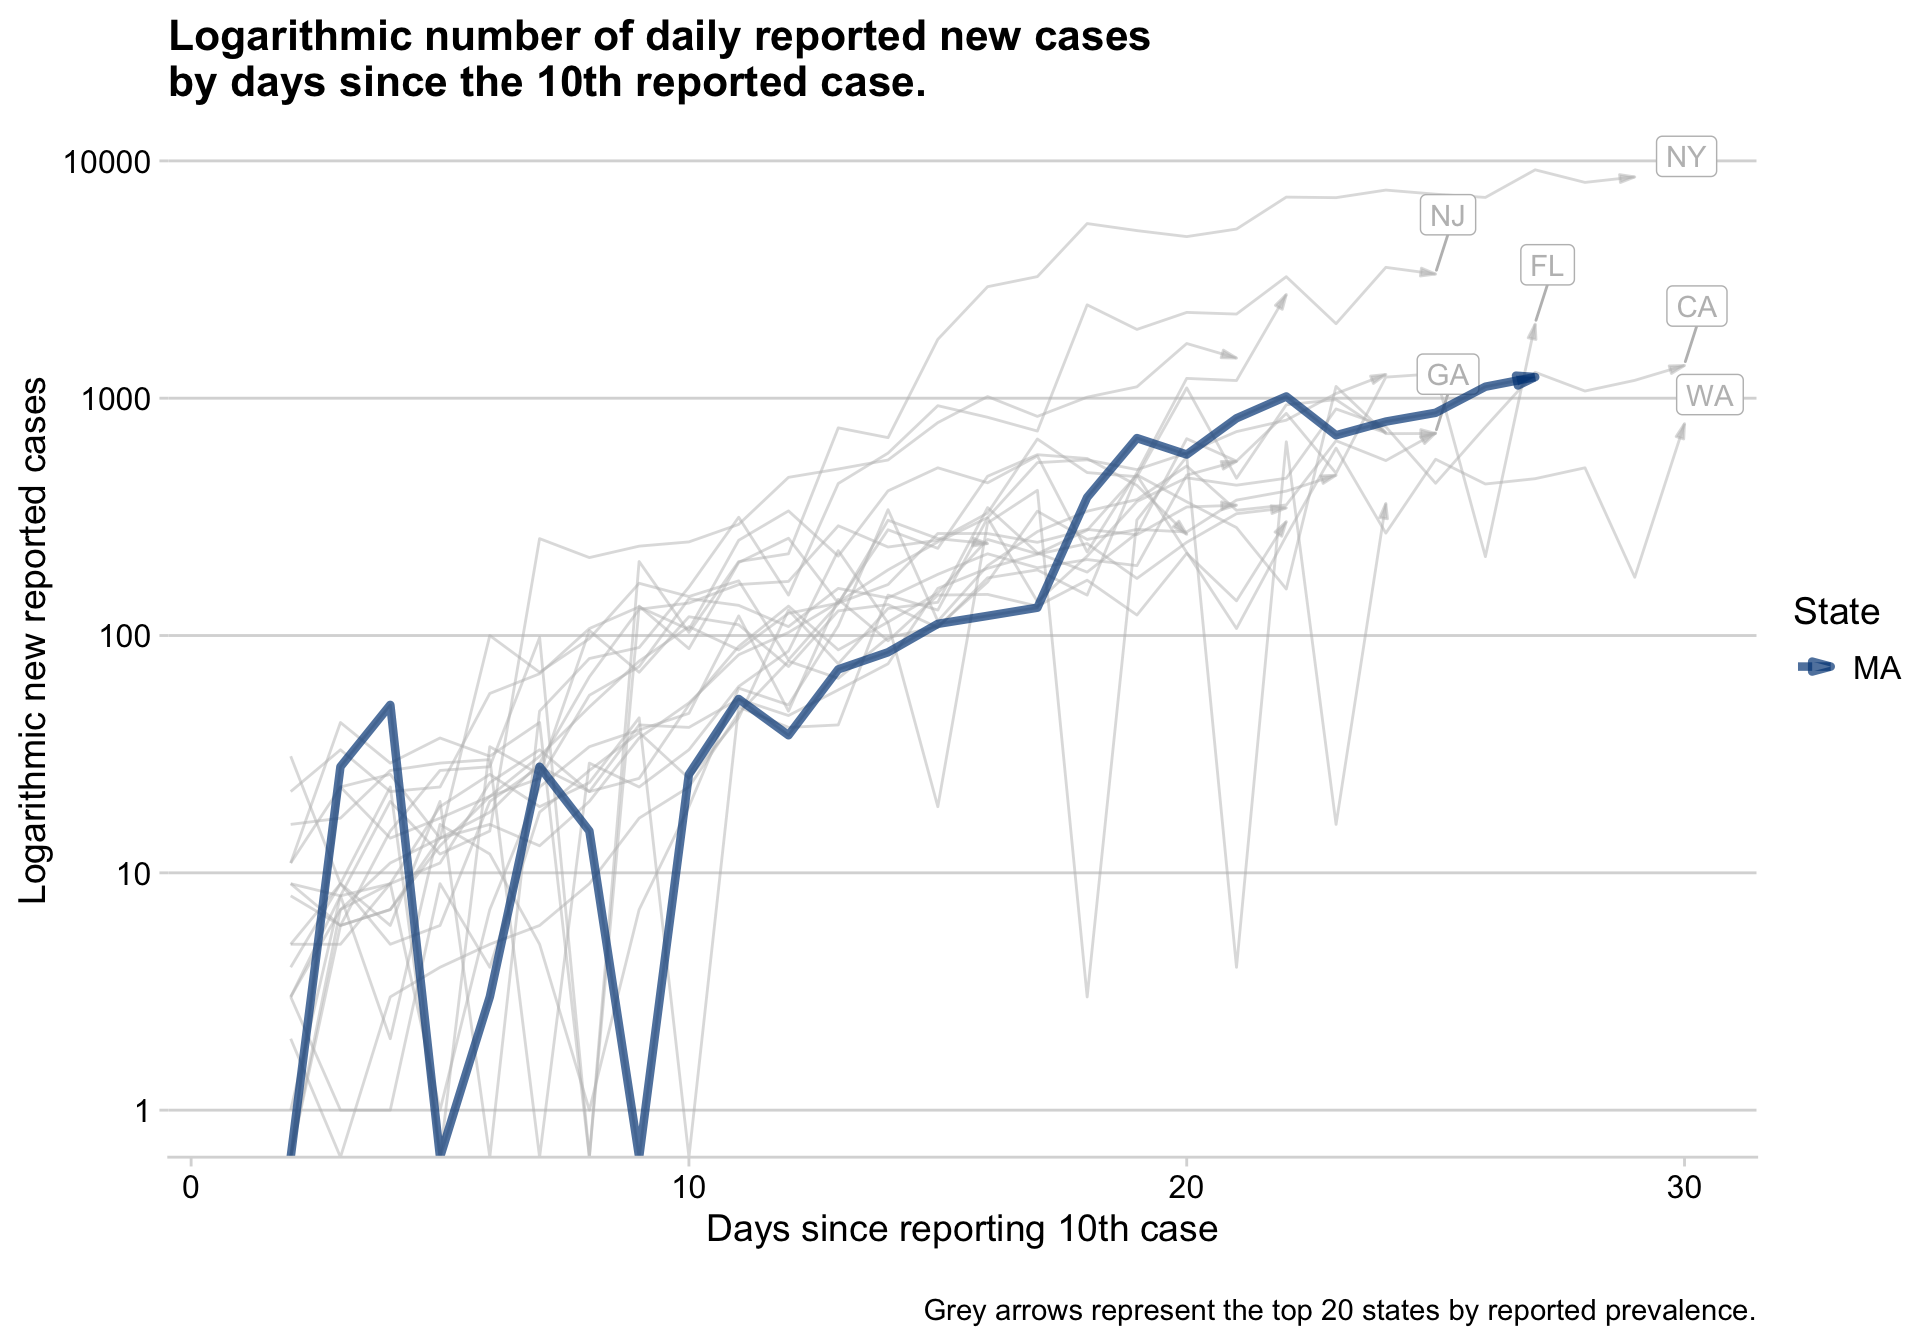 Logarithmic number of daily reported new cases
by days since the 10th reported case.
10000
1000
100
10
1
Logarithmic new reported cases
NY
NJ
FL
CA
GA
WA
State
MA
0
10
20
30
Days since reporting 10th case
Grey arrows represent the top 20 states by reported prevalence.